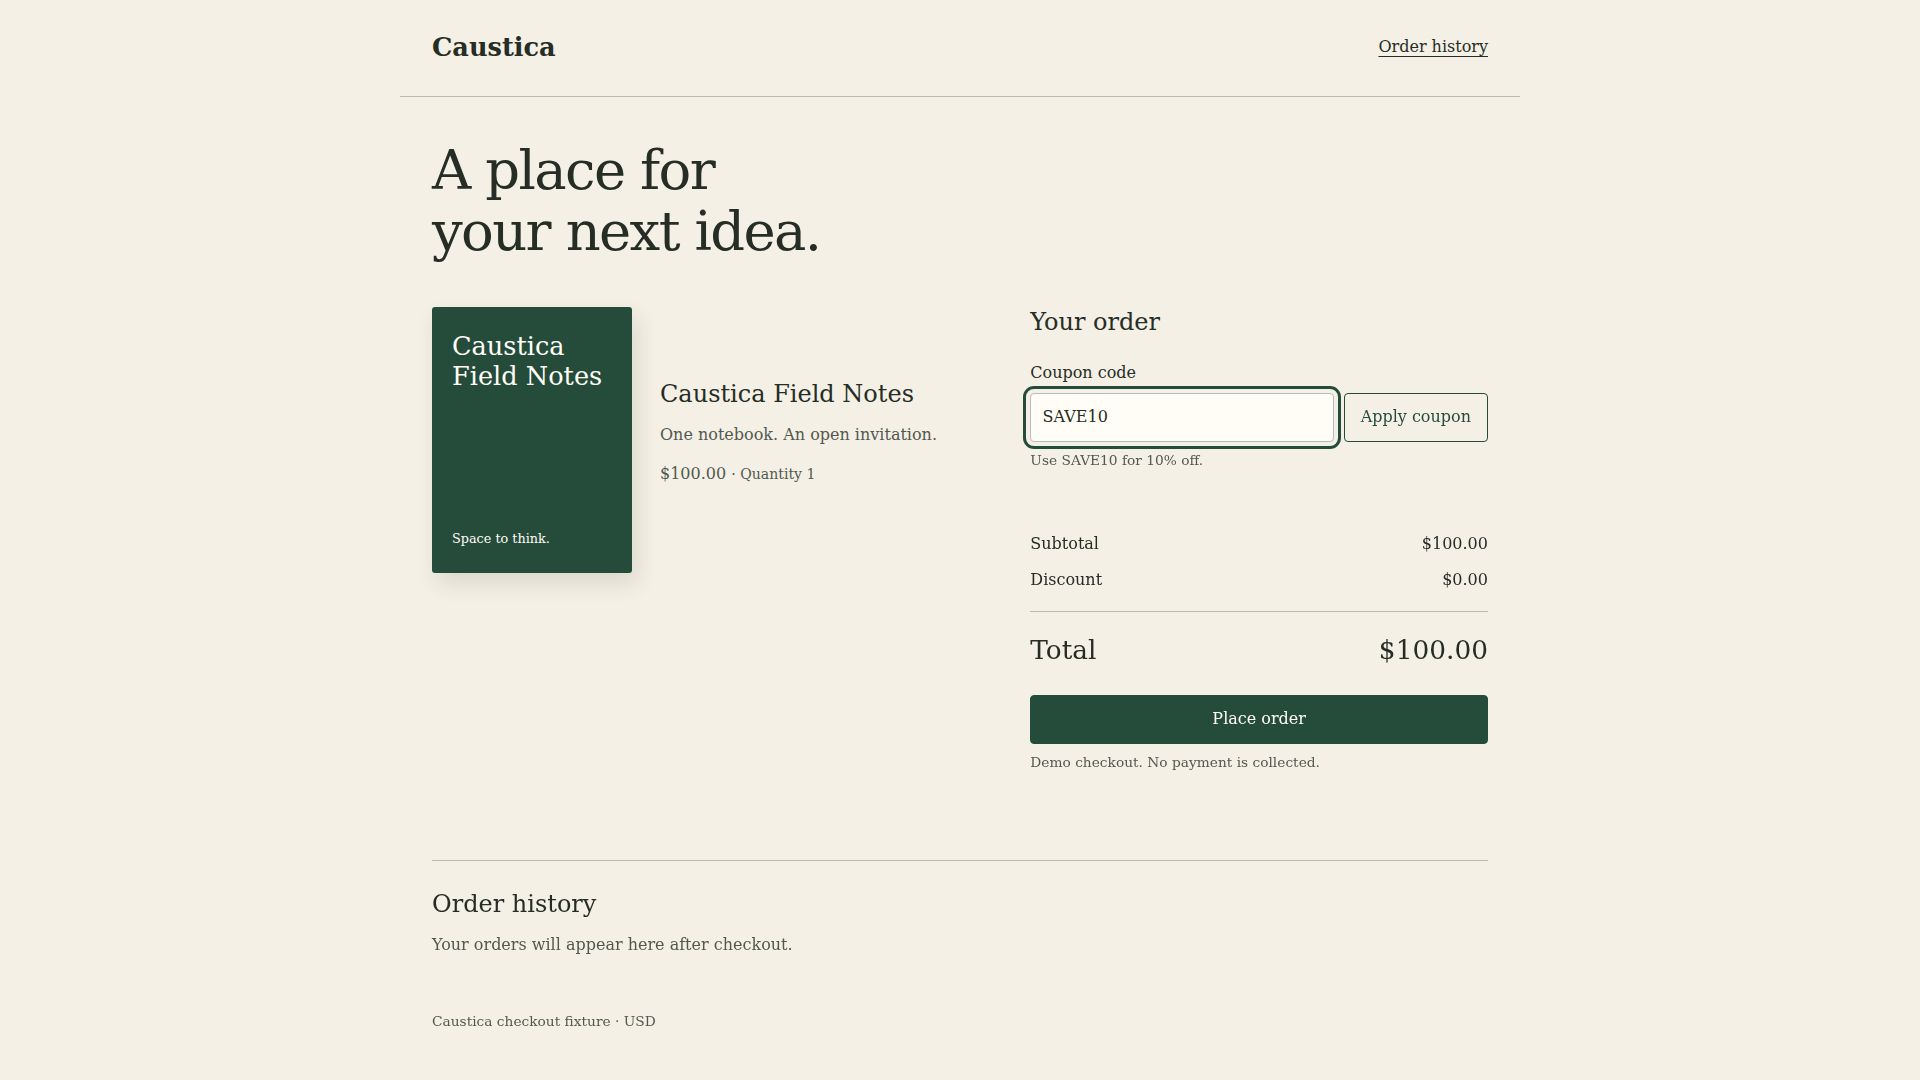 Caustica
Order history
A place for
your next idea.
Caustica
Field Notes
Space to think.
Caustica Field Notes
One notebook. An open invitation.
$100.00 · Quantity 1
Your order
Coupon code
SAVE10
Apply coupon
Use SAVE10 for 10% off.
Subtotal $100.00
Discount $0.00
Total $100.00
Place order
Demo checkout. No payment is collected.
Order history
Your orders will appear here after checkout.
Caustica checkout fixture · USD